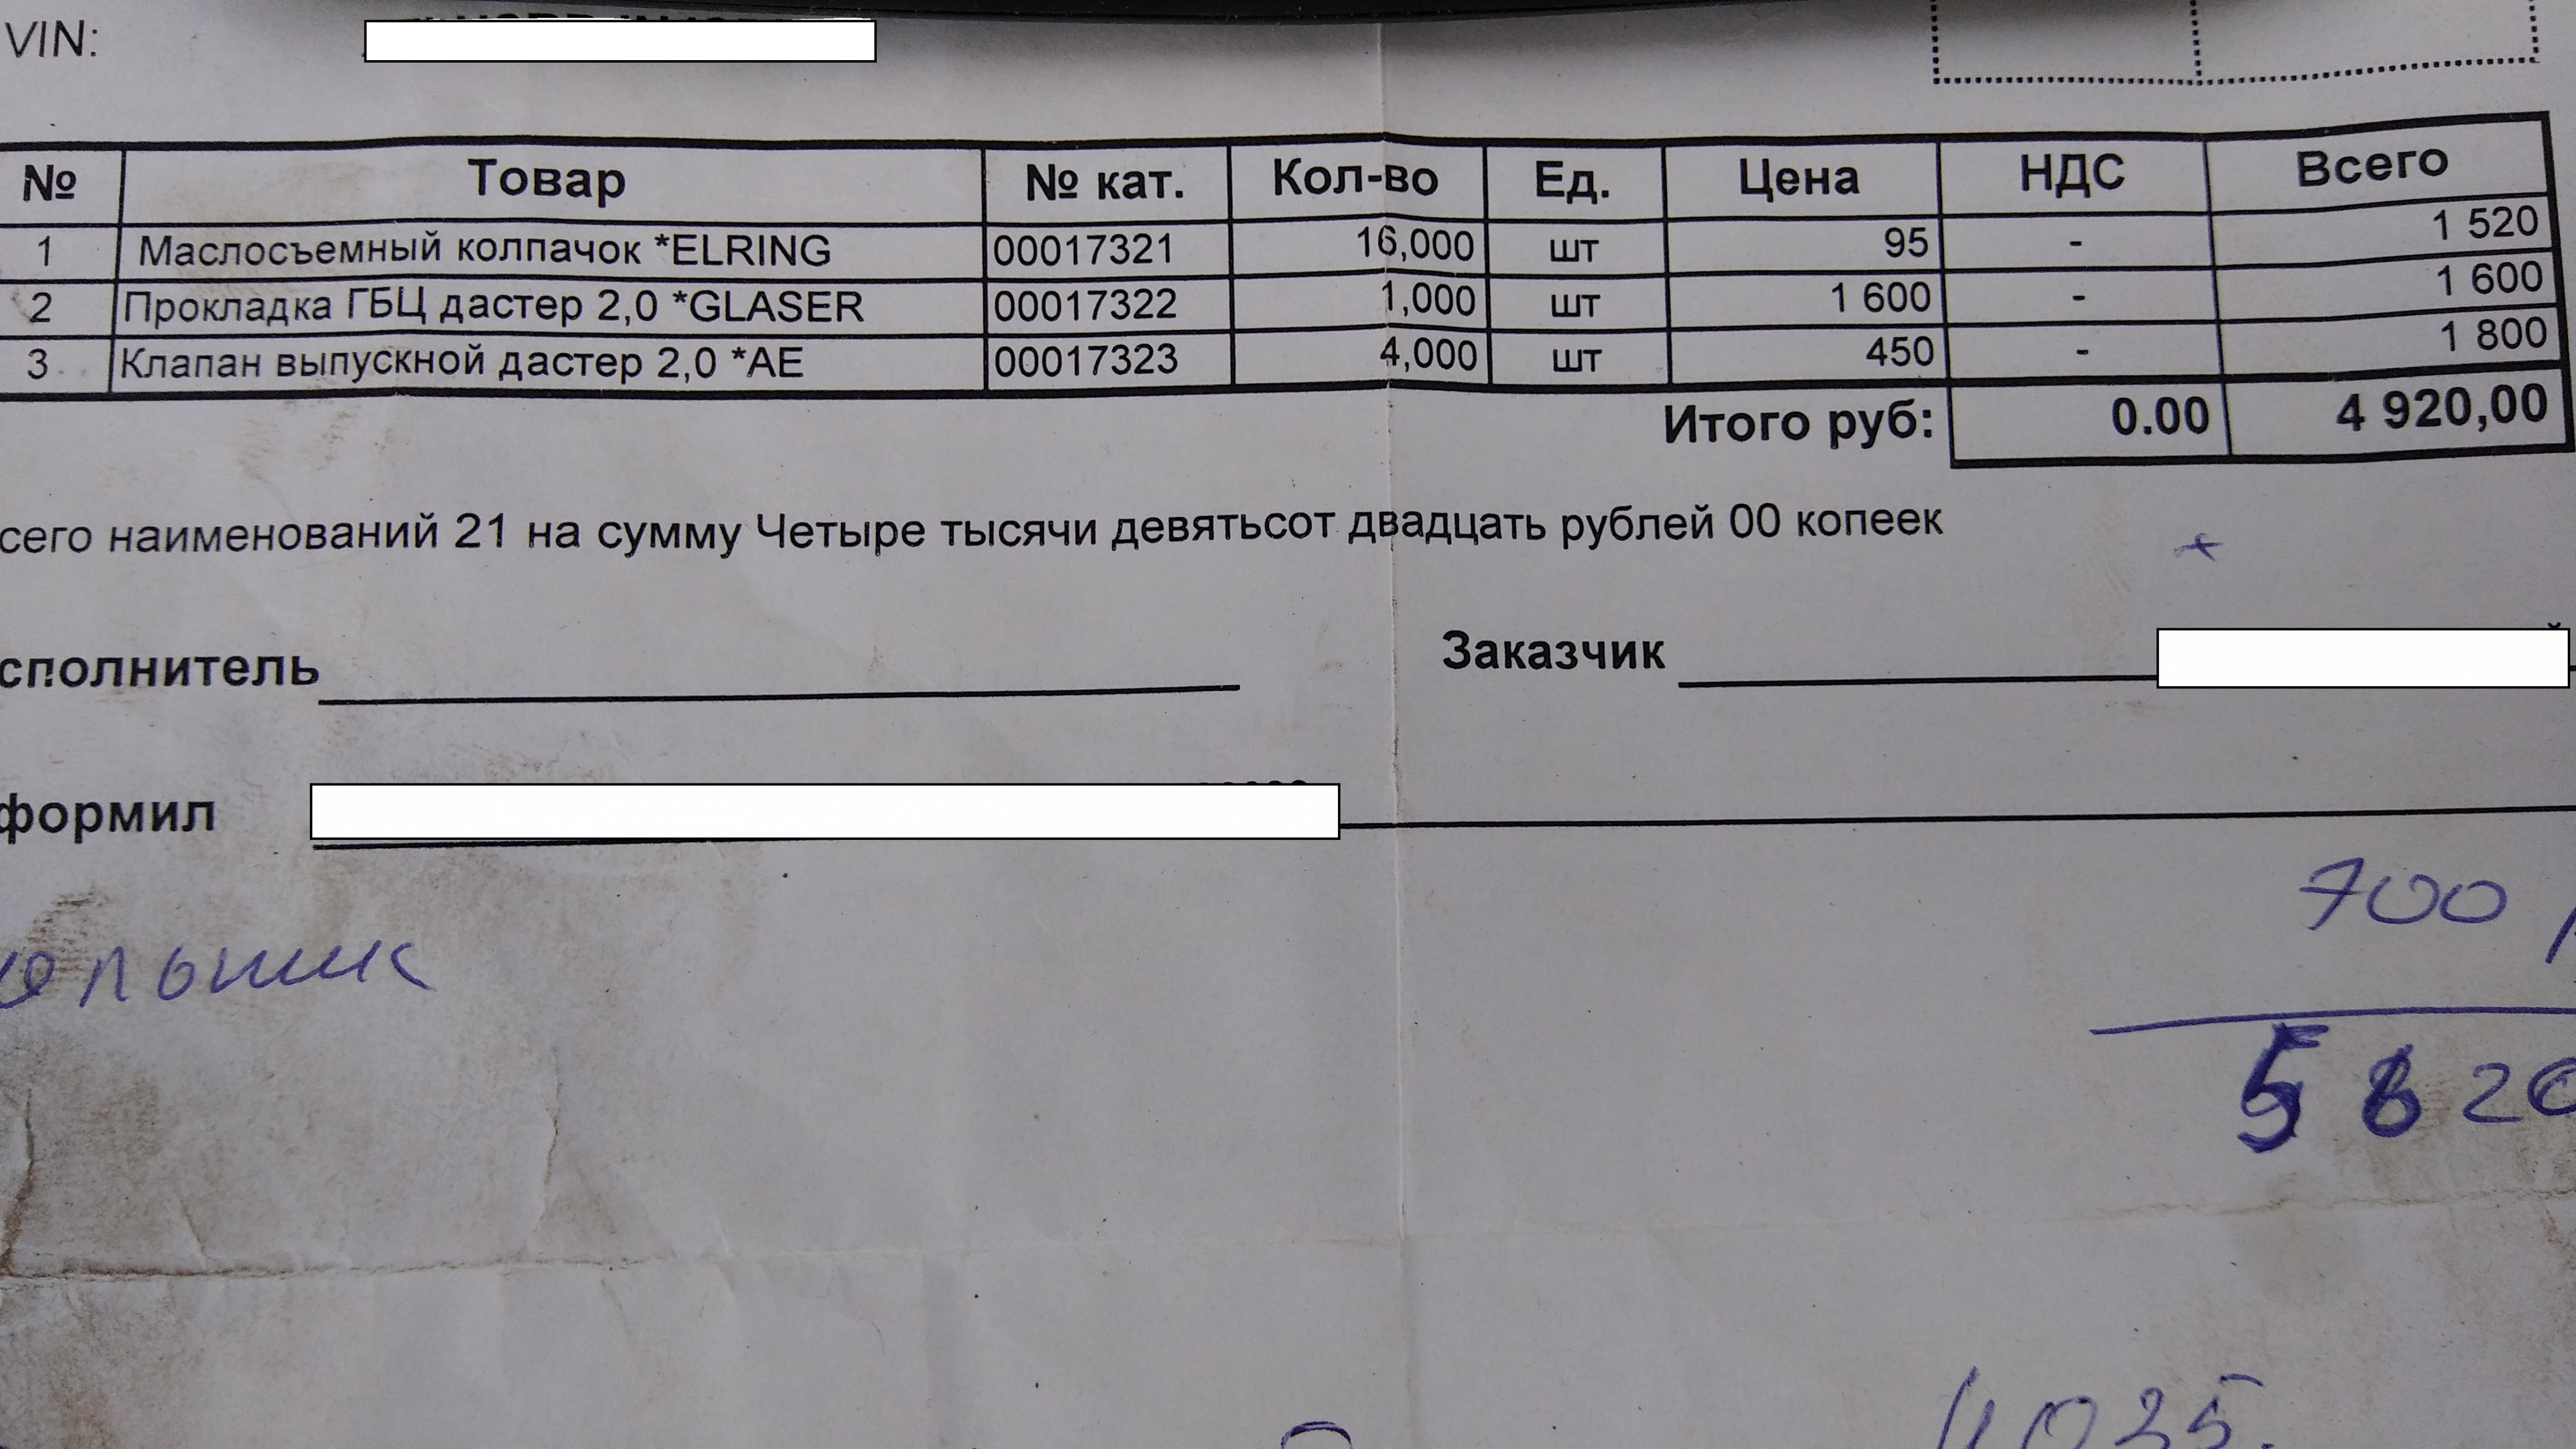 VIN:
№ Товар № кат. Кол-во Ед. Цена НДС Всего
1 Маслосъемный колпачок *ELRING 00017321 16,000 шт 95 - 1 520
2 Прокладка ГБЦ дастер 2,0 *GLASER 00017322 1,000 шт 1 600 - 1 600
3 Клапан выпускной дастер 2,0 *AE 00017323 4,000 шт 450 - 1 800
Итого руб: 0.00 4 920,00
сего наименований 21 на сумму Четыре тысячи девятьсот двадцать рублей 00 копеек
сполнитель Заказчик
формил
700